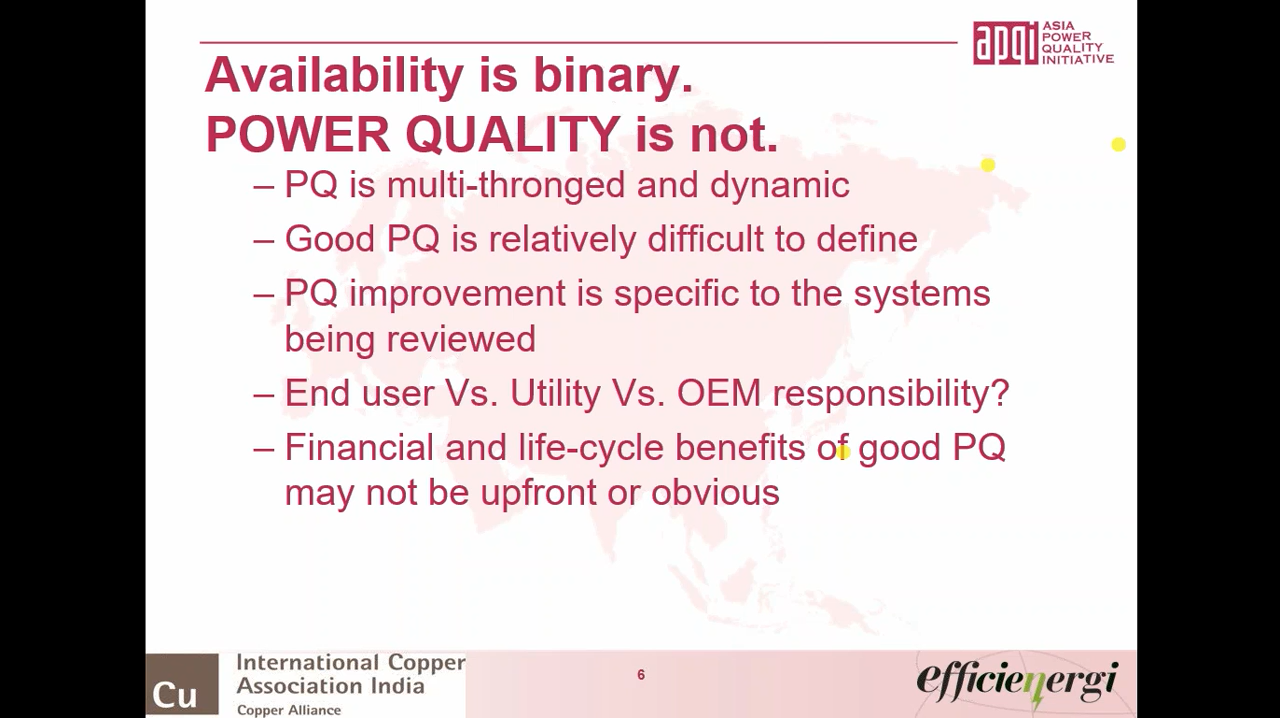 apqi ASIA
POWER
QUALITY
INITIATIVE
Availability is binary.
POWER QUALITY is not.
– PQ is multi-thronged and dynamic
– Good PQ is relatively difficult to define
– PQ improvement is specific to the systems
being reviewed
– End user Vs. Utility Vs. OEM responsibility?
– Financial and life-cycle benefits of good PQ
may not be upfront or obvious
Cu
International Copper
Association India
Copper Alliance
6
efficienergi